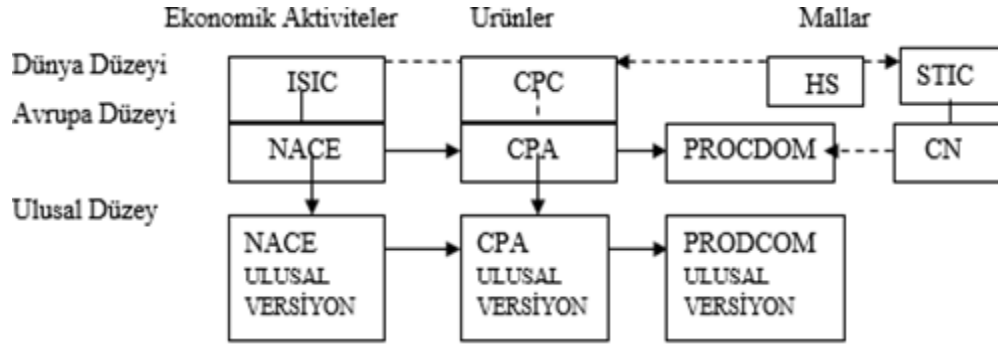 Ekonomik Aktiviteler Urünler Mallar
Dünya Düzeyi
ISIC CPC HS STIC
Avrupa Düzeyi
NACE CPA PROCDOM CN
Ulusal Düzey
NACE CPA PRODCOM
ULUSAL ULUSAL ULUSAL
VERSİYON VERSİYON VERSİYON